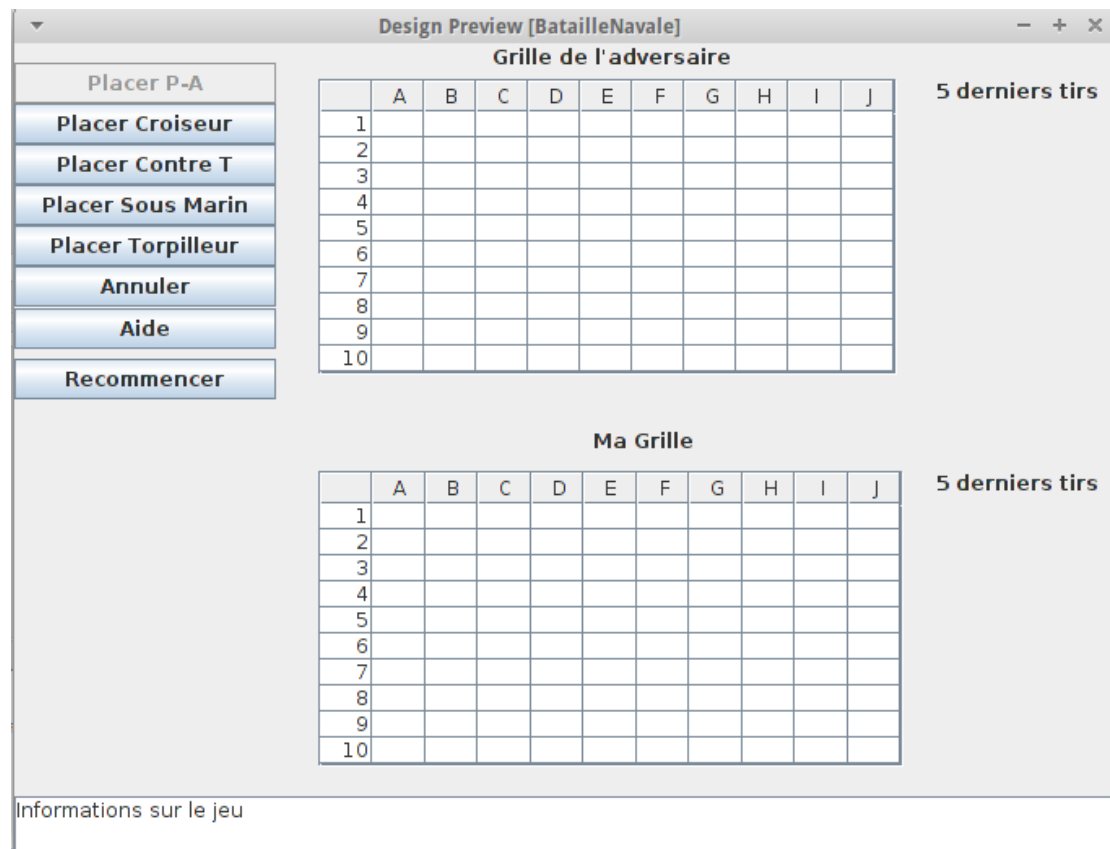 Design Preview [BatailleNavale]
Placer P-A
Placer Croiseur
Placer Contre T
Placer Sous Marin
Placer Torpilleur
Annuler
Aide
Recommencer
Grille de l'adversaire
A B C D E F G H I J
1
2
3
4
5
6
7
8
9
10
5 derniers tirs
Ma Grille
A B C D E F G H I J
1
2
3
4
5
6
7
8
9
10
5 derniers tirs
Informations sur le jeu